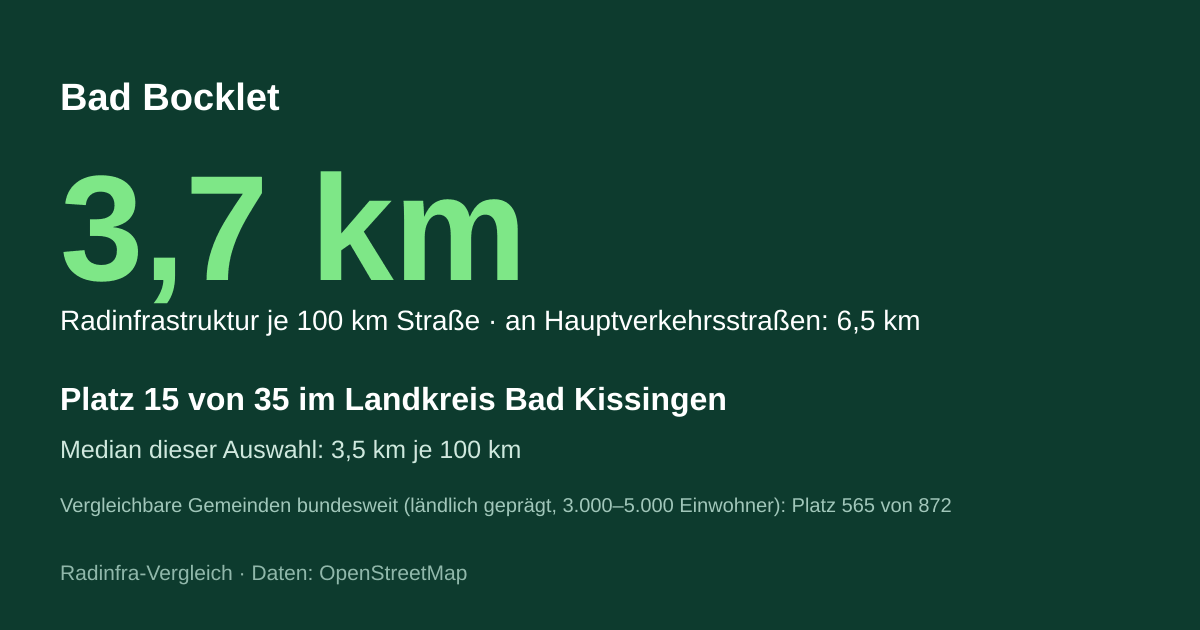 Bad Bocklet
3,7 km
Radinfrastruktur je 100 km Straße · an Hauptverkehrsstraßen: 6,5 km
Platz 15 von 35 im Landkreis Bad Kissingen
Median dieser Auswahl: 3,5 km je 100 km
Vergleichbare Gemeinden bundesweit (ländlich geprägt, 3.000–5.000 Einwohner): Platz 565 von 872
Radinfra-Vergleich · Daten: OpenStreetMap